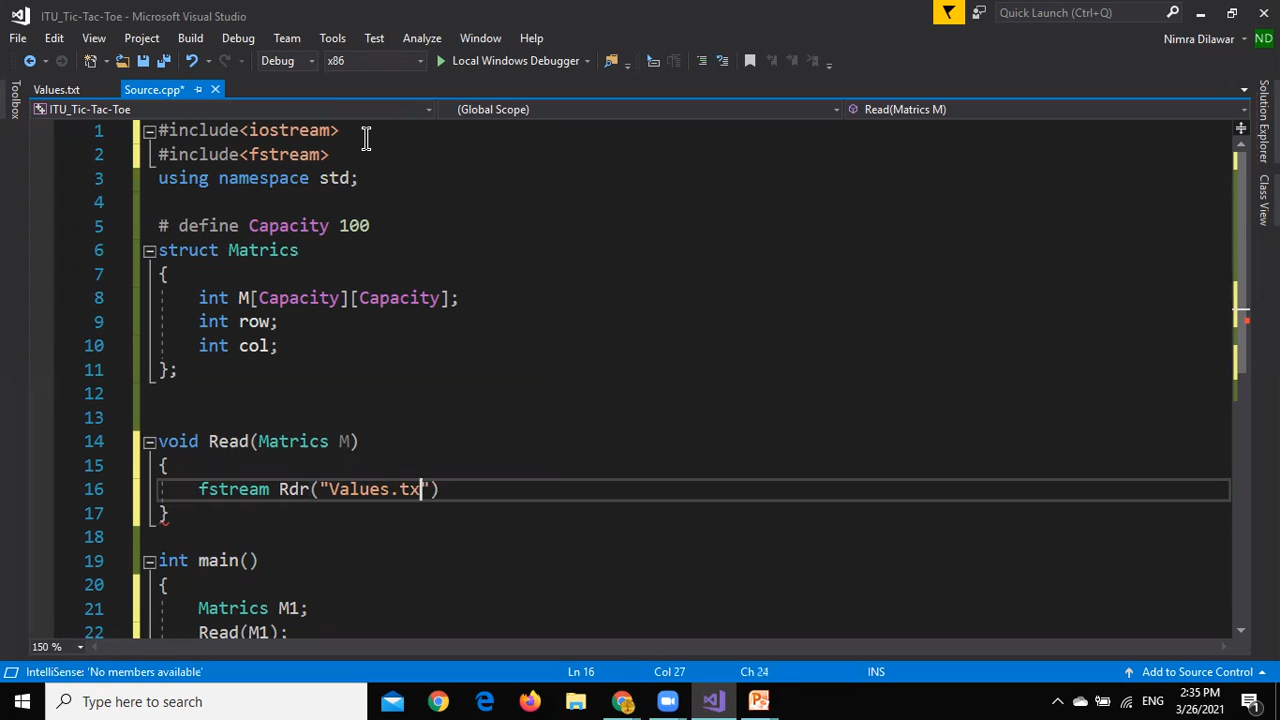 ITU_Tic-Tac-Toe - Microsoft Visual Studio
Quick Launch (Ctrl+Q)
File Edit View Project Build Debug Team Tools Test Analyze Window Help
Nimra Dilawar ND
Debug x86 Local Windows Debugger
Toolbox
Values.txt Source.cpp*
ITU_Tic-Tac-Toe (Global Scope) Read(Matrics M)
1 #include<iostream>
2 #include<fstream>
3 using namespace std;
4
5 # define Capacity 100
6 struct Matrics
7 {
8 int M[Capacity][Capacity];
9 int row;
10 int col;
11 };
12
13
14 void Read(Matrics M)
15 {
16 fstream Rdr("Values.tx")
17 }
18
19 int main()
20 {
21 Matrics M1;
22 Read(M1);
Solution Explorer
Class View
150 %
IntelliSense: 'No members available' Ln 16 Col 27 Ch 24 INS Add to Source Control
Type here to search
ENG
2:35 PM
3/26/2021
1